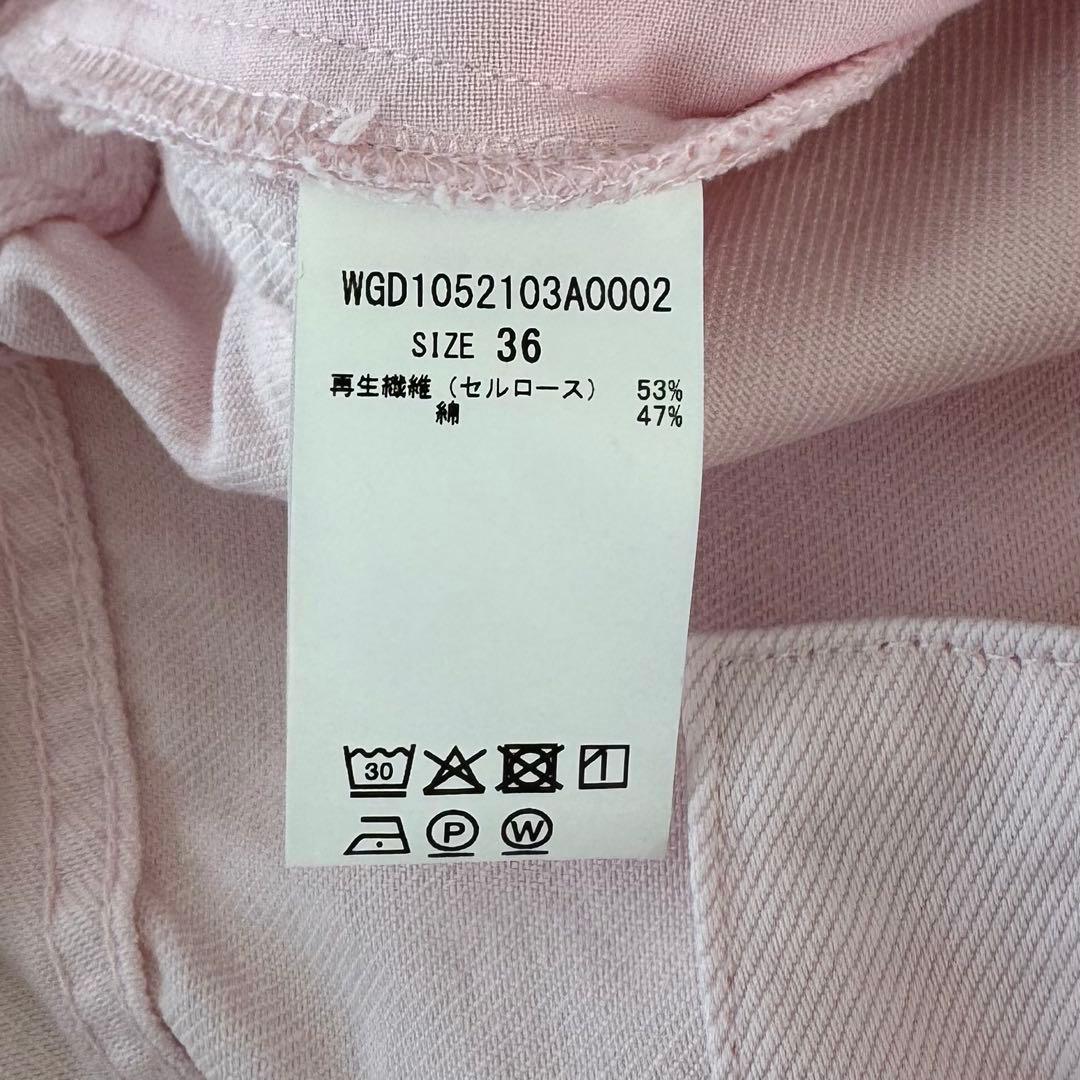 WGD1052103A0002
SIZE 36
再生繊維（セルロース） 53%
綿 47%
30
P W